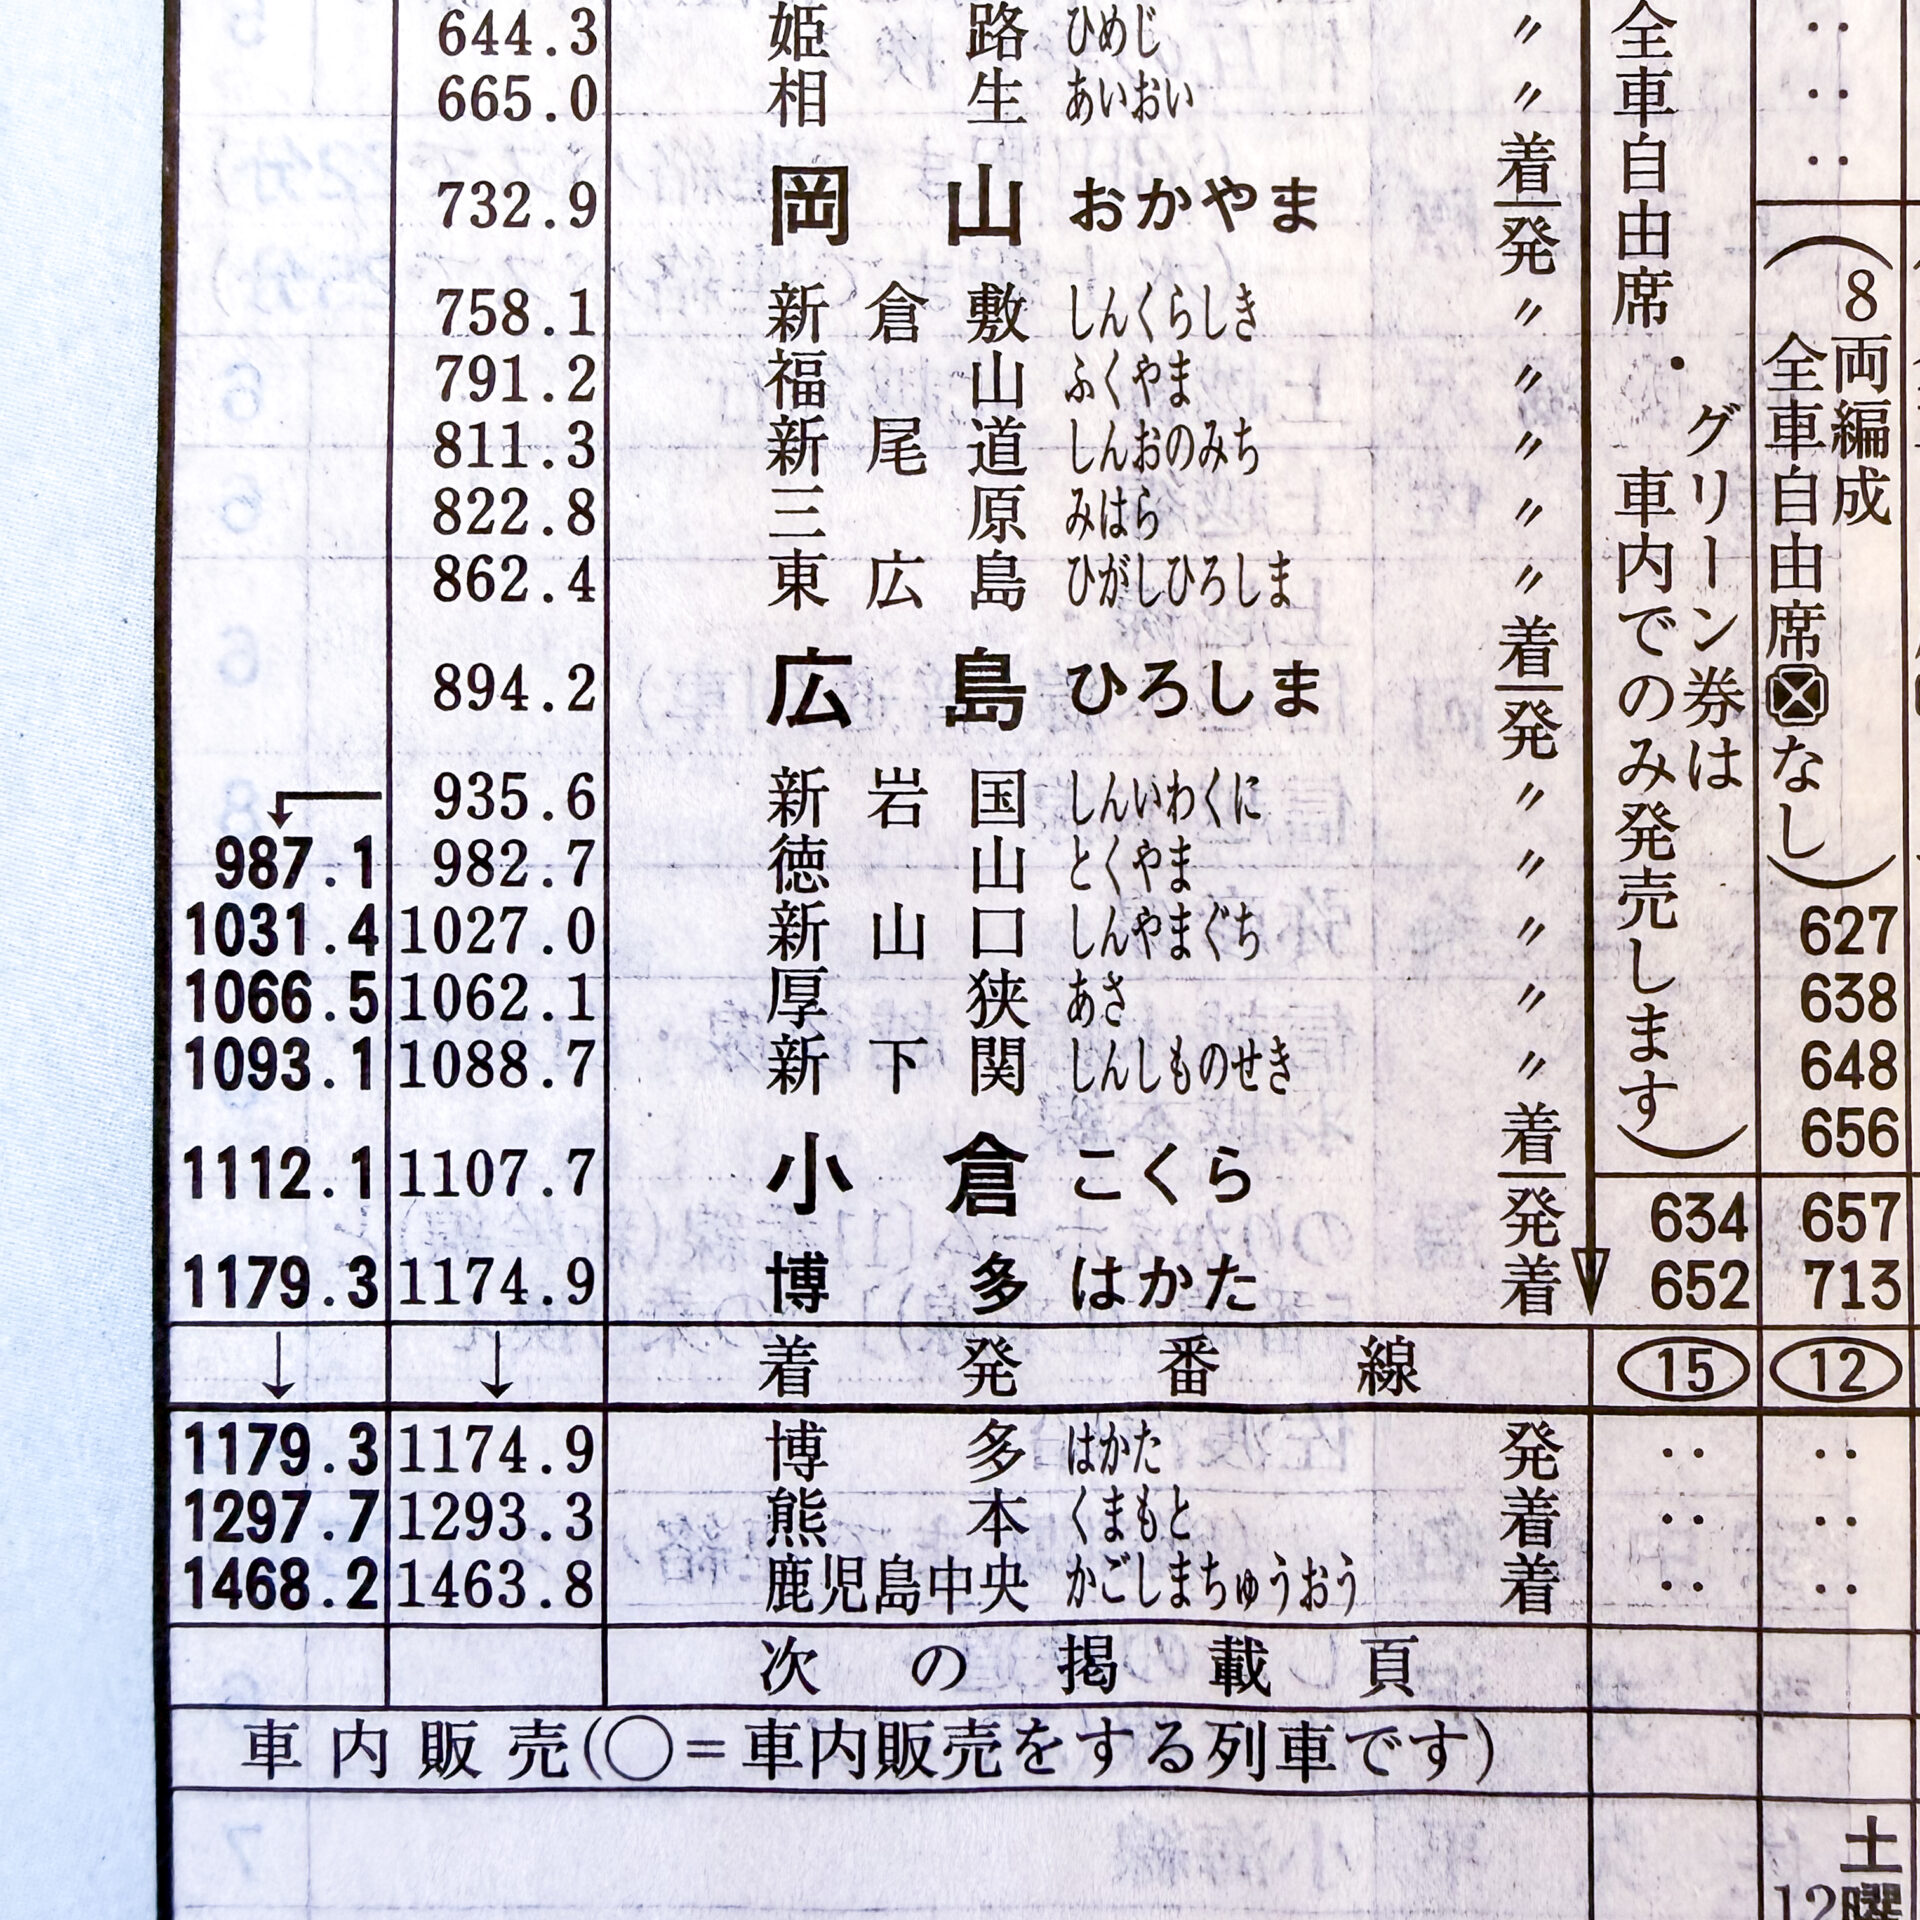 644.3 姫路 ひめじ 〃 ‥
665.0 相生 あいおい 〃 ‥
732.9 岡山 おかやま 着 発 ‥
758.1 新倉敷 しんくらしき 〃
791.2 福山 ふくやま 〃
811.3 新尾道 しんおのみち 〃
822.8 三原 みはら 〃
862.4 東広島 ひがしひろしま 〃
894.2 広島 ひろしま 着 発
935.6 新岩国 しんいわくに 〃
987.1 982.7 徳山 とくやま 〃
1031.4 1027.0 新山口 しんやまぐち 〃 627
1066.5 1062.1 厚狭 あさ 〃 638
1093.1 1088.7 新下関 しんしものせき 〃 648
1112.1 1107.7 小倉 こくら 着 発 656
634 657
1179.3 1174.9 博多 はかた 着 652 713
↓ ↓ 着発番線 15 12
1179.3 1174.9 博多 はかた 発 ‥ ‥
1297.7 1293.3 熊本 くまもと 着 ‥ ‥
1468.2 1463.8 鹿児島中央 かごしまちゅうおう 着 ‥ ‥
次の掲載頁
車内販売(○=車内販売をする列車です)
全車自由席・
グリーン券は
車内でのみ発売します)
(8両編成
全車自由席 なし)
土
12曜